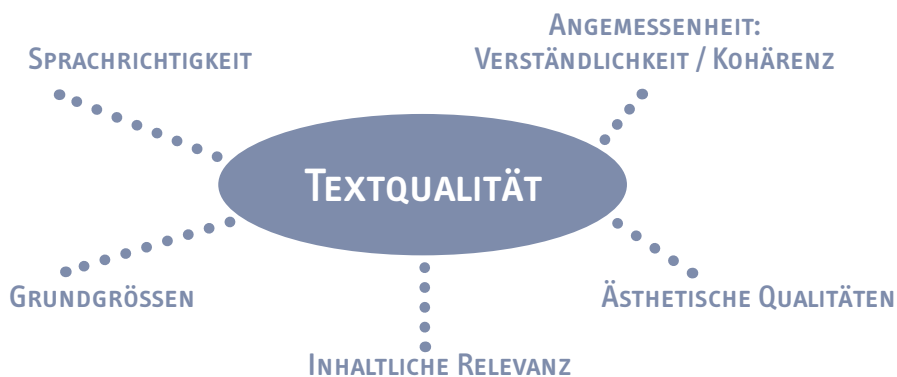 Angemessenheit:
Sprachrichtigkeit
Verständlichkeit / Kohärenz
Textqualität
Grundgrössen
Ästhetische Qualitäten
Inhaltliche Relevanz